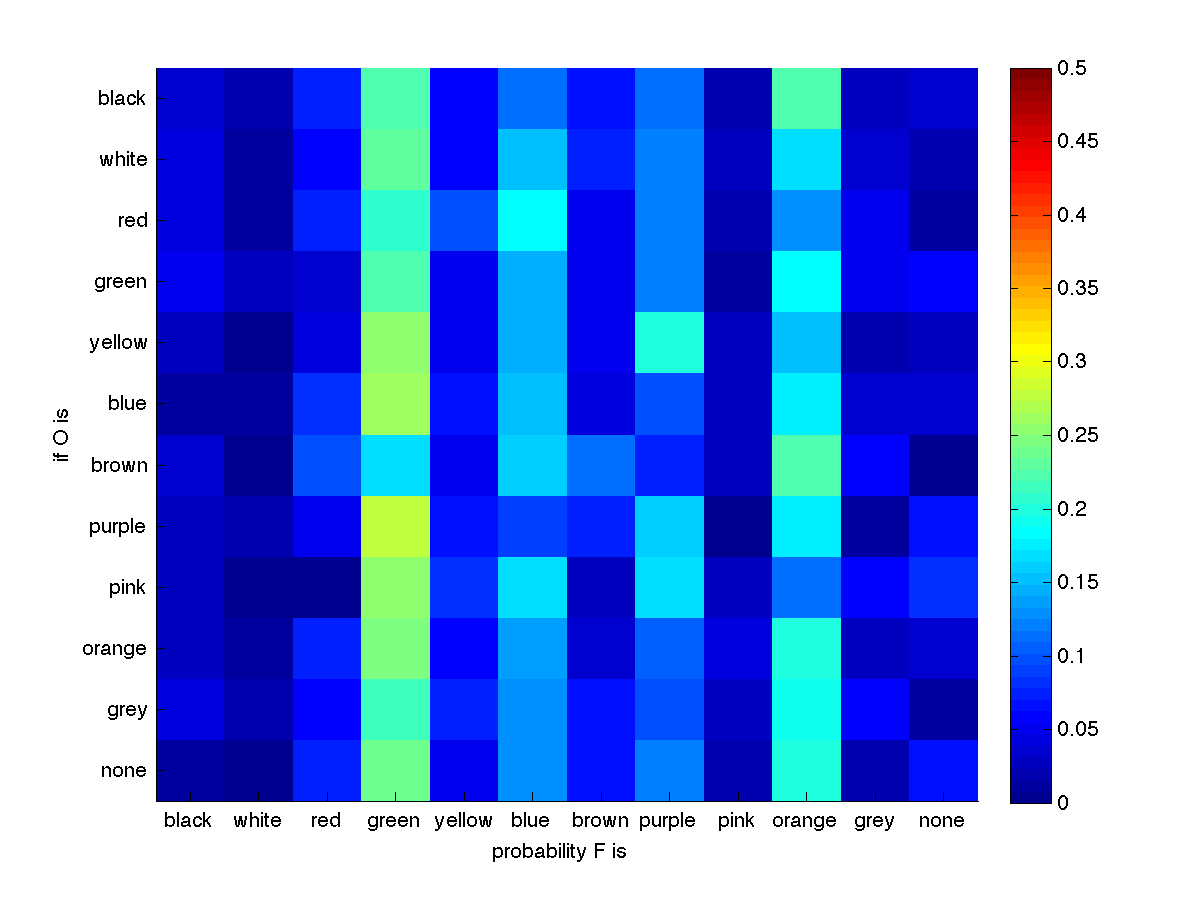 black
white
red
green
yellow
blue
brown
purple
pink
orange
grey
none
if O is
black white red green yellow blue brown purple pink orange grey none
probability F is
0.5
0.45
0.4
0.35
0.3
0.25
0.2
0.15
0.1
0.05
0